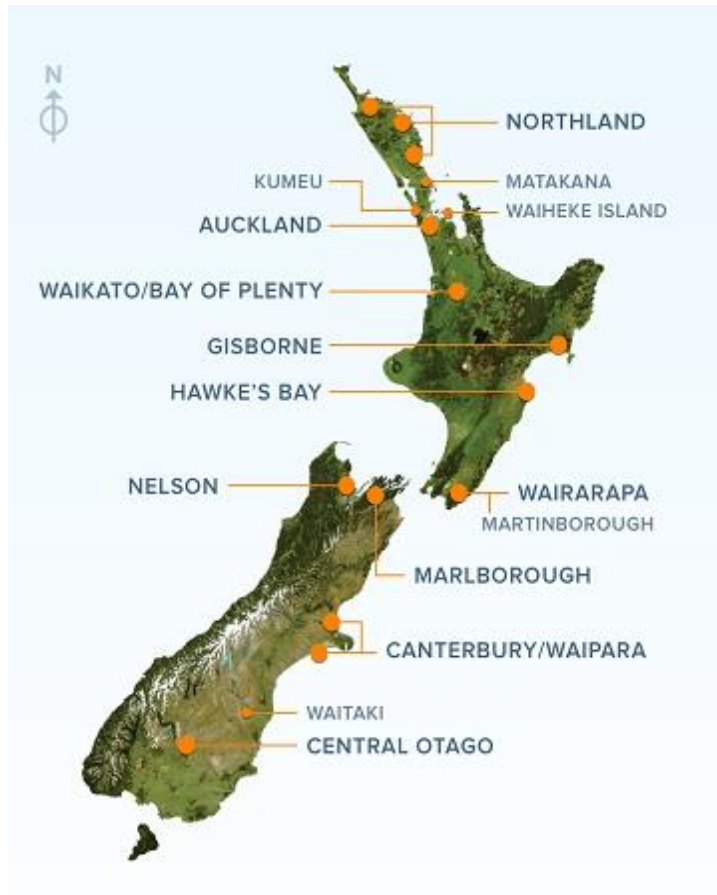 N
NORTHLAND
KUMEU
MATAKANA
WAIHEKE ISLAND
AUCKLAND
WAIKATO/BAY OF PLENTY
GISBORNE
HAWKE'S BAY
NELSON
WAIRARAPA
MARTINBOROUGH
MARLBOROUGH
CANTERBURY/WAIPARA
WAITAKI
CENTRAL OTAGO